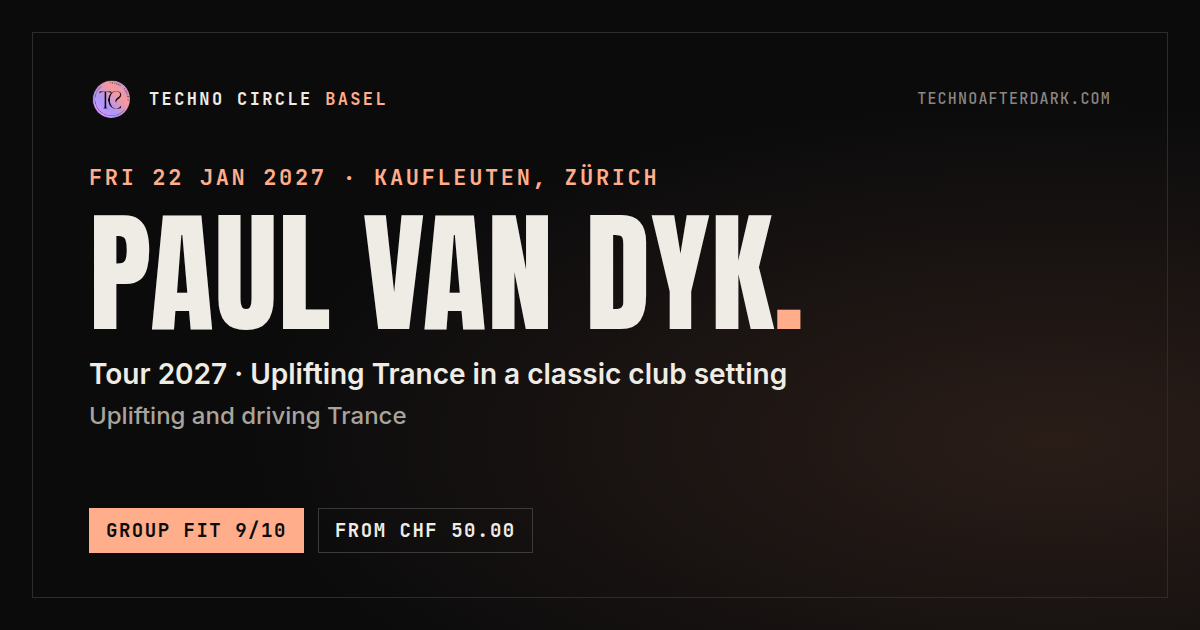 TC
TECHNO CIRCLE BASEL
TECHNOAFTERDARK.COM
FRI 22 JAN 2027 · KAUFLEUTEN, ZÜRICH
PAUL VAN DYK.
Tour 2027 · Uplifting Trance in a classic club setting
Uplifting and driving Trance
GROUP FIT 9/10
FROM CHF 50.00